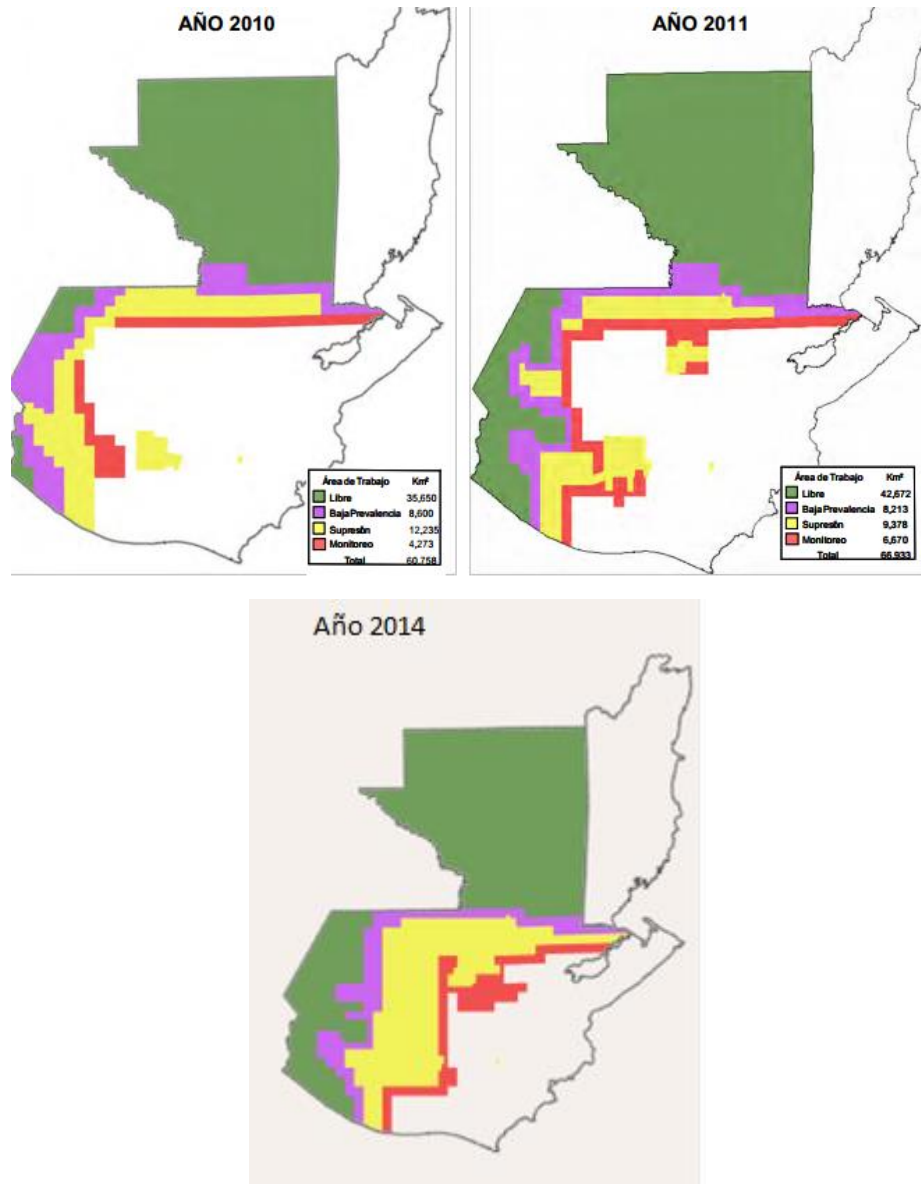 AÑO 2010
Área de Trabajo Km²
Libre 35,650
Baja Prevalencia 8,600
Supresôn 12,235
Monitoreo 4,273
Total 60,758
AÑO 2011
Área de Trabajo Km²
Libre 42,672
Baja Prevalencia 8,213
Supresôn 9,378
Monitoreo 6,670
Total 66,933
Año 2014